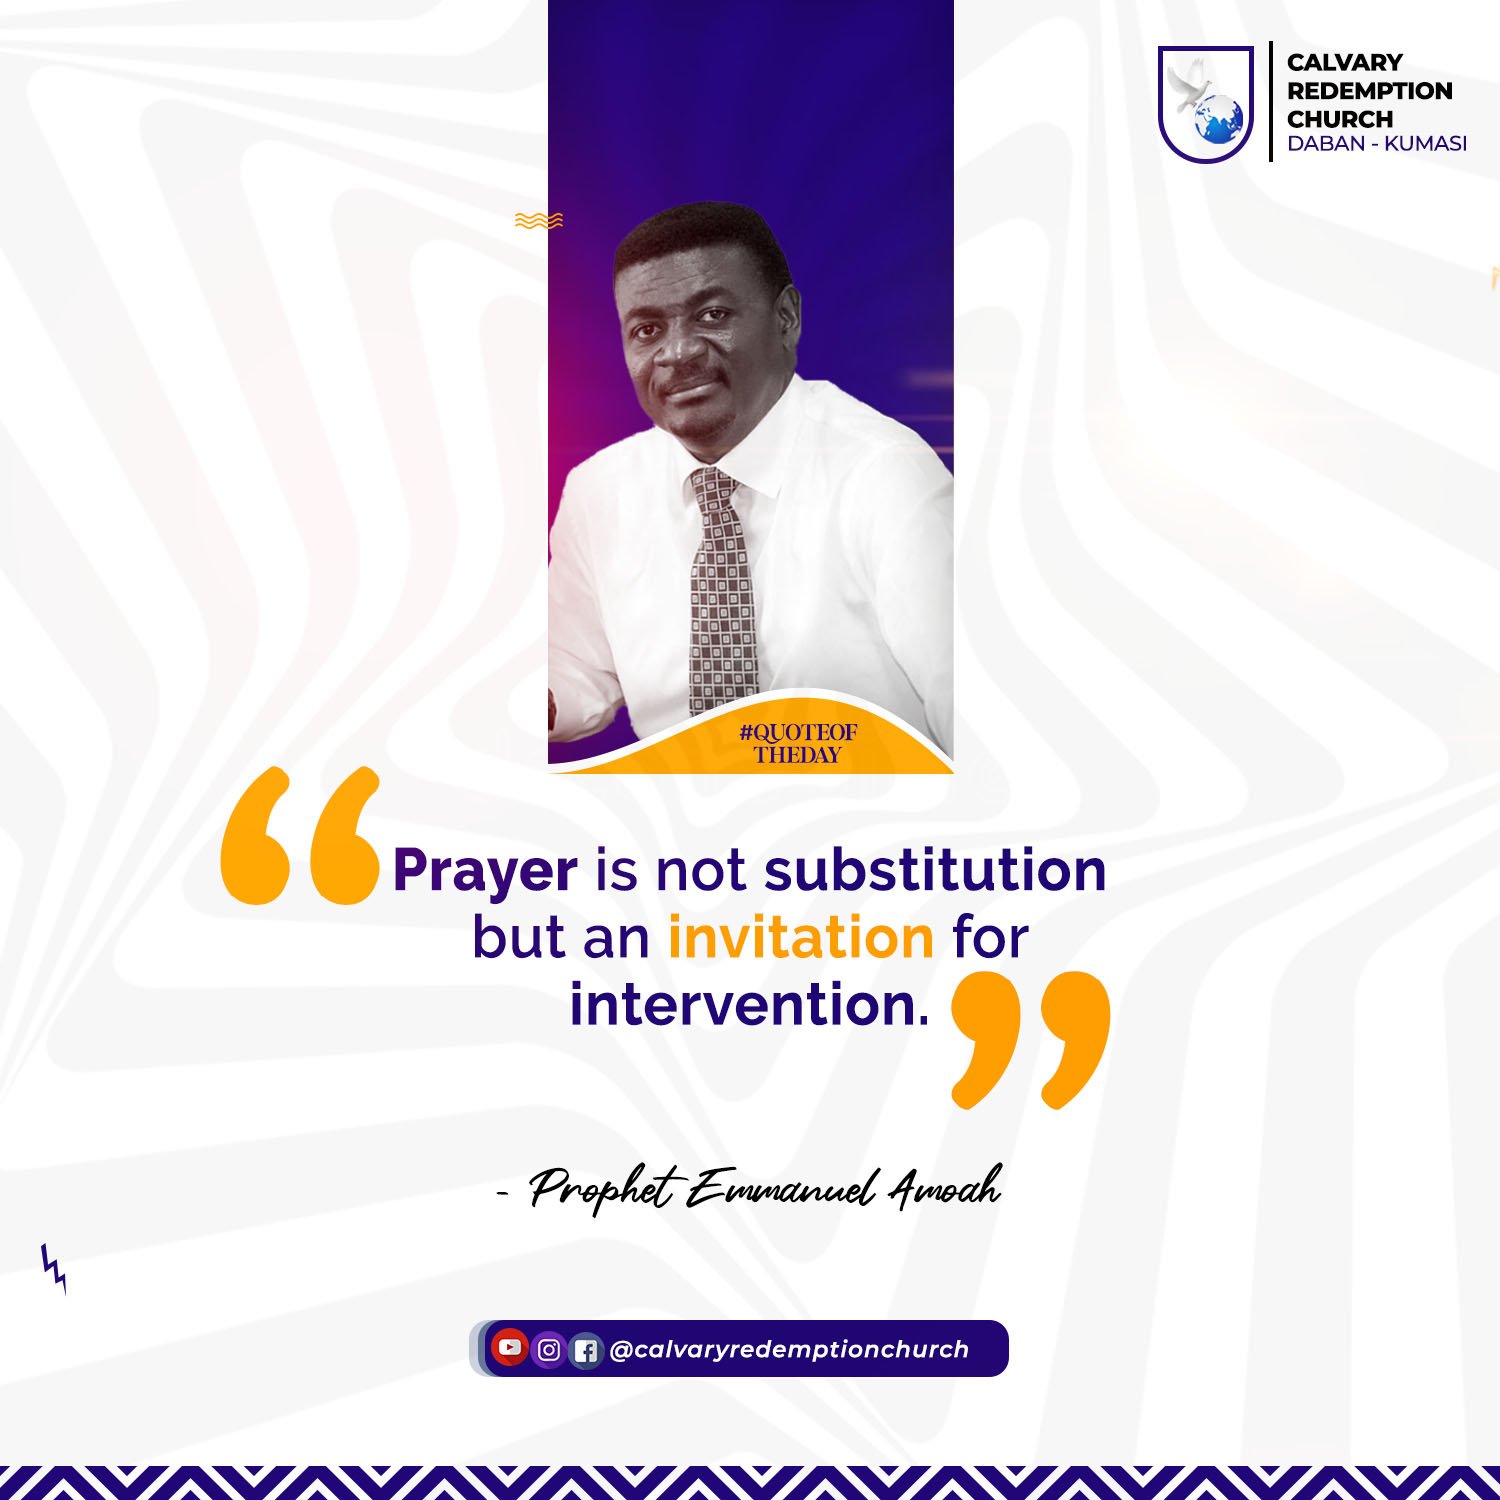 CALVARY
REDEMPTION
CHURCH
DABAN - KUMASI
#QUOTEOF
THEDAY
“Prayer is not substitution
but an invitation for
intervention.”
- Prophet Emmanuel Amoah
@calvaryredemptionchurch